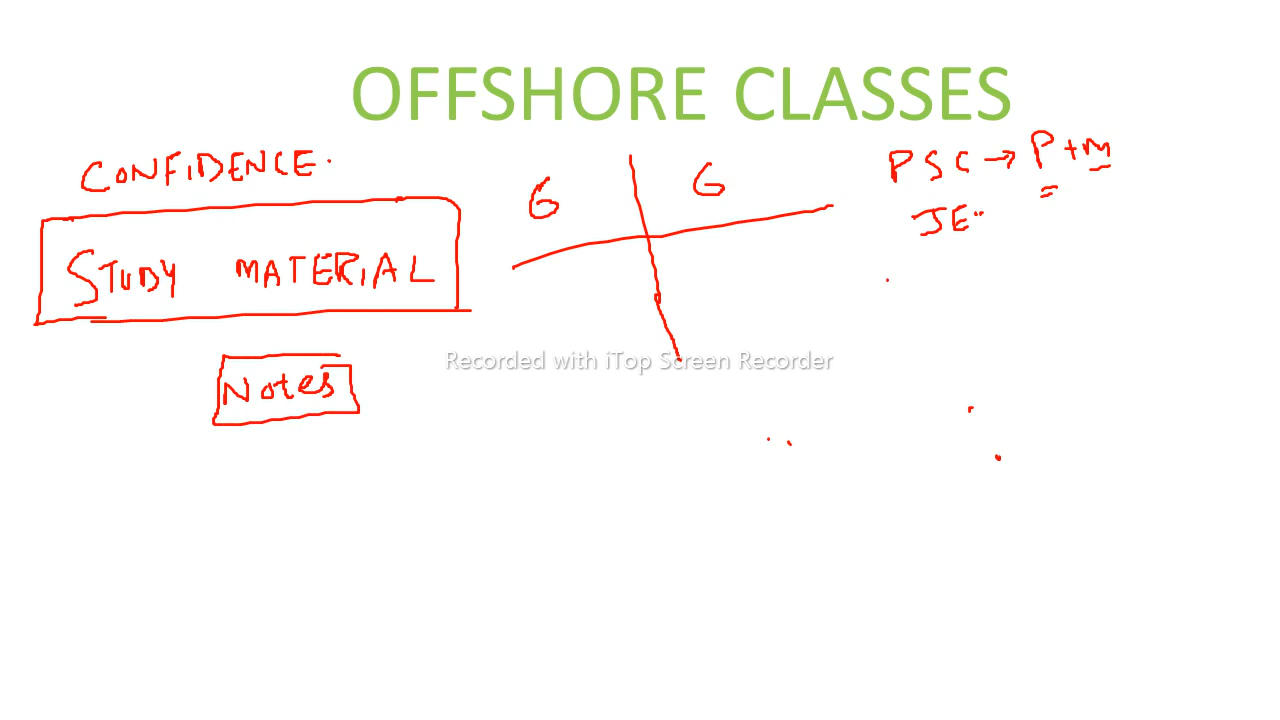 OFFSHORE CLASSES
CONFIDENCE.
STUDY MATERIAL
Notes
G G
PSC → P+M
JE
Recorded with iTop Screen Recorder